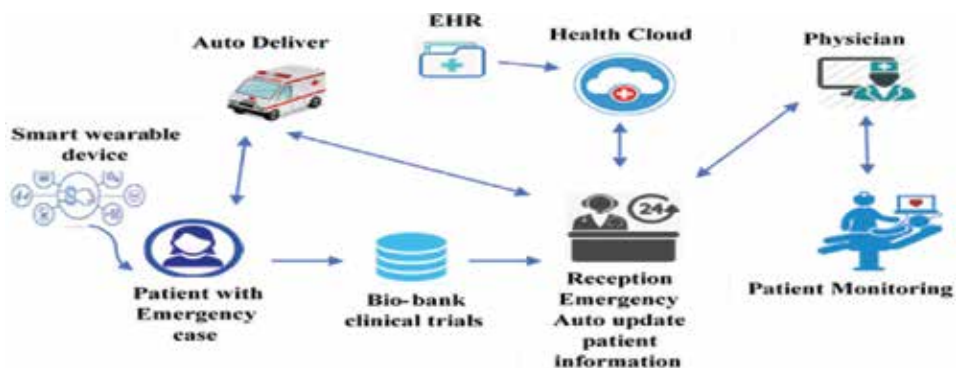 EHR
Auto Deliver
Health Cloud
Physician
Smart wearable
device
24
Patient with
Emergency
case
Bio-bank
clinical trials
Reception
Emergency
Auto update
patient
information
Patient Monitoring